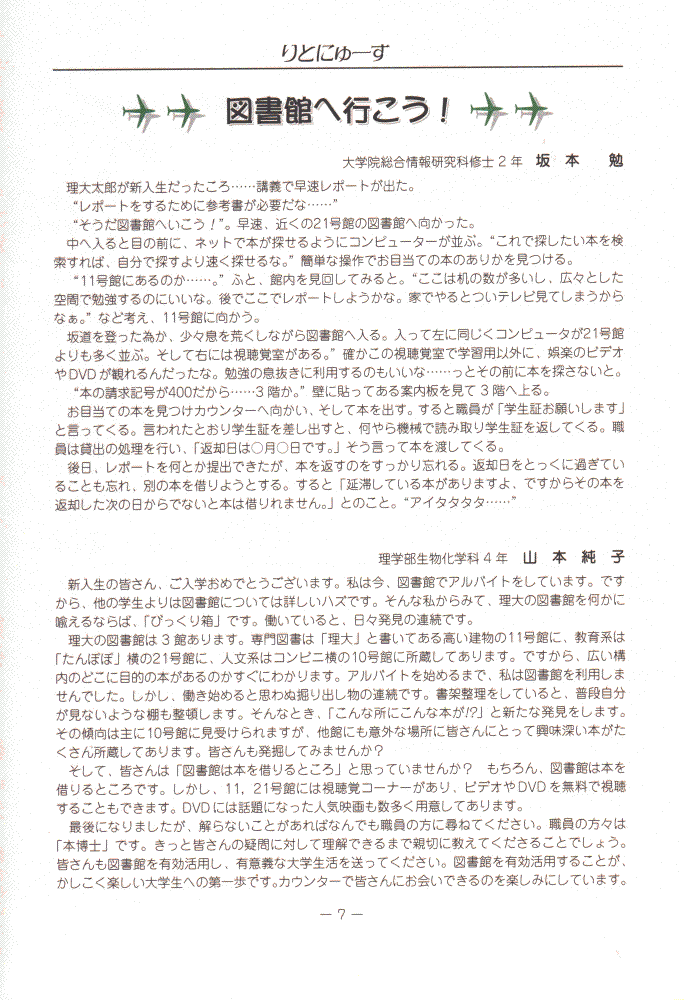 りとにゅーす
図書館へ行こう！
大学院総合情報研究科修士２年　坂　本　　勉
理大太郎が新入生だったころ……講義で早速レポートが出た。
“レポートをするために参考書が必要だな……”
“そうだ図書館へいこう！”。早速、近くの21号館の図書館へ向かった。
中へ入ると目の前に、ネットで本が探せるようにコンピューターが並ぶ。“これで探したい本を検
索すれば、自分で探すより速く探せるな。”簡単な操作でお目当ての本のありかを見つける。
“11号館にあるのか……。”ふと、館内を見回してみると。“ここは机の数が多いし、広々とした
空間で勉強するのにいいな。後でここでレポートしようかな。家でやるとついテレビ見てしまうから
なぁ。”など考え、11号館に向かう。
坂道を登った為か、少々息を荒くしながら図書館へ入る。入って左に同じくコンピュータが21号館
よりも多く並ぶ。そして右には視聴覚室がある。”確かこの視聴覚室で学習用以外に、娯楽のビデオ
やDVDが観れるんだったな。勉強の息抜きに利用するのもいいな……っとその前に本を探さないと。
“本の請求記号が400だから……３階か。”壁に貼ってある案内板を見て３階へ上る。
お目当ての本を見つけカウンターへ向かい、そして本を出す。すると職員が「学生証お願いします」
と言ってくる。言われたとおり学生証を差し出すと、何やら機械で読み取り学生証を返してくる。職
員は貸出の処理を行い、「返却日は○月○日です。」そう言って本を渡してくる。
後日、レポートを何とか提出できたが、本を返すのをすっかり忘れる。返却日をとっくに過ぎてい
ることも忘れ、別の本を借りようとする。すると「延滞している本がありますよ、ですからその本を
返却した次の日からでないと本は借りれません。」とのこと。“アイタタタタ……”
理学部生物化学科４年　山　本　純　子
新入生の皆さん、ご入学おめでとうございます。私は今、図書館でアルバイトをしています。です
から、他の学生よりは図書館については詳しいハズです。そんな私からみて、理大の図書館を何かに
喩えるならば、「びっくり箱」です。働いていると、日々発見の連続です。
理大の図書館は３館あります。専門図書は「理大」と書いてある高い建物の11号館に、教育系は
「たんぽぽ」横の21号館に、人文系はコンビニ横の10号館に所蔵してあります。ですから、広い構
内のどこに目的の本があるのかすぐにわかります。アルバイトを始めるまで、私は図書館を利用しま
せんでした。しかし、働き始めると思わぬ掘り出し物の連続です。書架整理をしていると、普段自分
が見ないような棚も整頓します。そんなとき、「こんな所にこんな本が!?」と新たな発見をします。
その傾向は主に10号館に見受けられますが、他館にも意外な場所に皆さんにとって興味深い本がた
くさん所蔵してあります。皆さんも発掘してみませんか？
そして、皆さんは「図書館は本を借りるところ」と思っていませんか？　もちろん、図書館は本を
借りるところです。しかし、11，21号館には視聴覚コーナーがあり、ビデオやDVDを無料で視聴
することもできます。DVDには話題になった人気映画も数多く用意してあります。
最後になりましたが、解らないことがあればなんでも職員の方に尋ねてください。職員の方々は
「本博士」です。きっと皆さんの疑問に対して理解できるまで親切に教えてくださることでしょう。
皆さんも図書館を有効活用し、有意義な大学生活を送ってください。図書館を有効活用することが、
かしこく楽しい大学生への第一歩です。カウンターで皆さんにお会いできるのを楽しみにしています。
― 7 ―